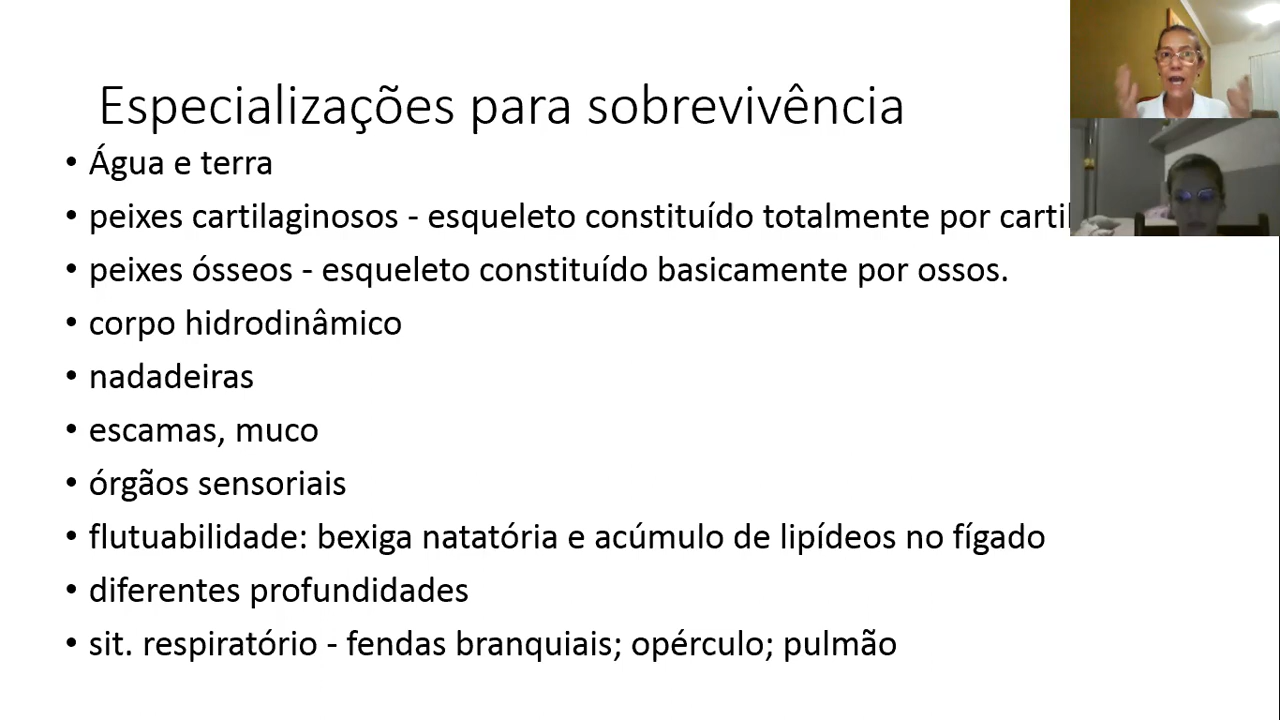 Especializações para sobrevivência
• Água e terra
• peixes cartilaginosos - esqueleto constituído totalmente por
• peixes ósseos - esqueleto constituído basicamente por ossos.
• corpo hidrodinâmico
• nadadeiras
• escamas, muco
• órgãos sensoriais
• flutuabilidade: bexiga natatória e acúmulo de lipídeos no fígado
• diferentes profundidades
• sit. respiratório - fendas branquiais; opérculo; pulmão